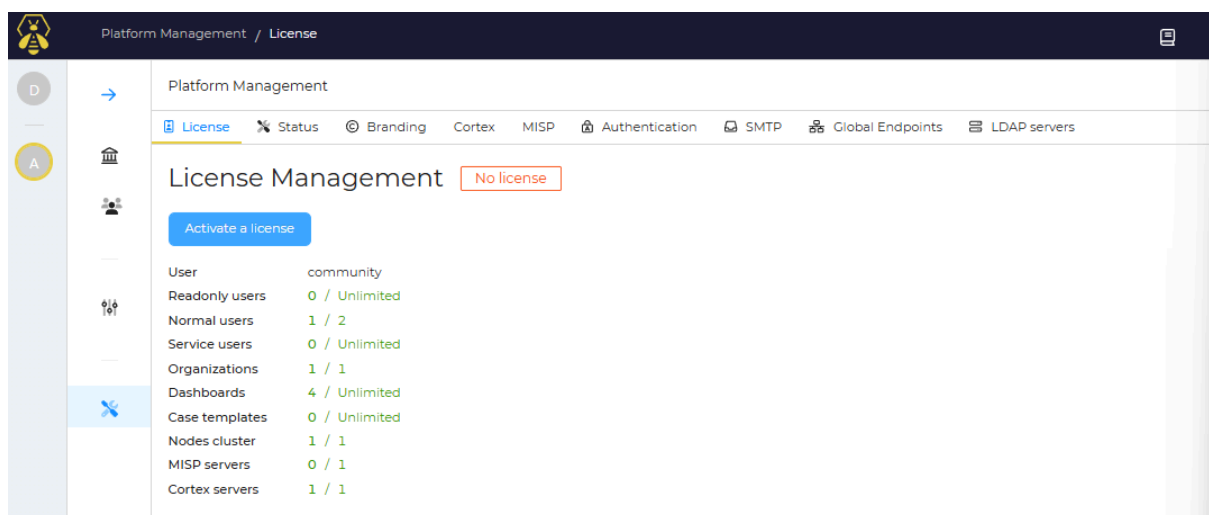 Platform Management / License
D
A
Platform Management
License Status Branding Cortex MISP Authentication SMTP Global Endpoints LDAP servers
License Management No license
Activate a license
User community
Readonly users 0 / Unlimited
Normal users 1 / 2
Service users 0 / Unlimited
Organizations 1 / 1
Dashboards 4 / Unlimited
Case templates 0 / Unlimited
Nodes cluster 1 / 1
MISP servers 0 / 1
Cortex servers 1 / 1